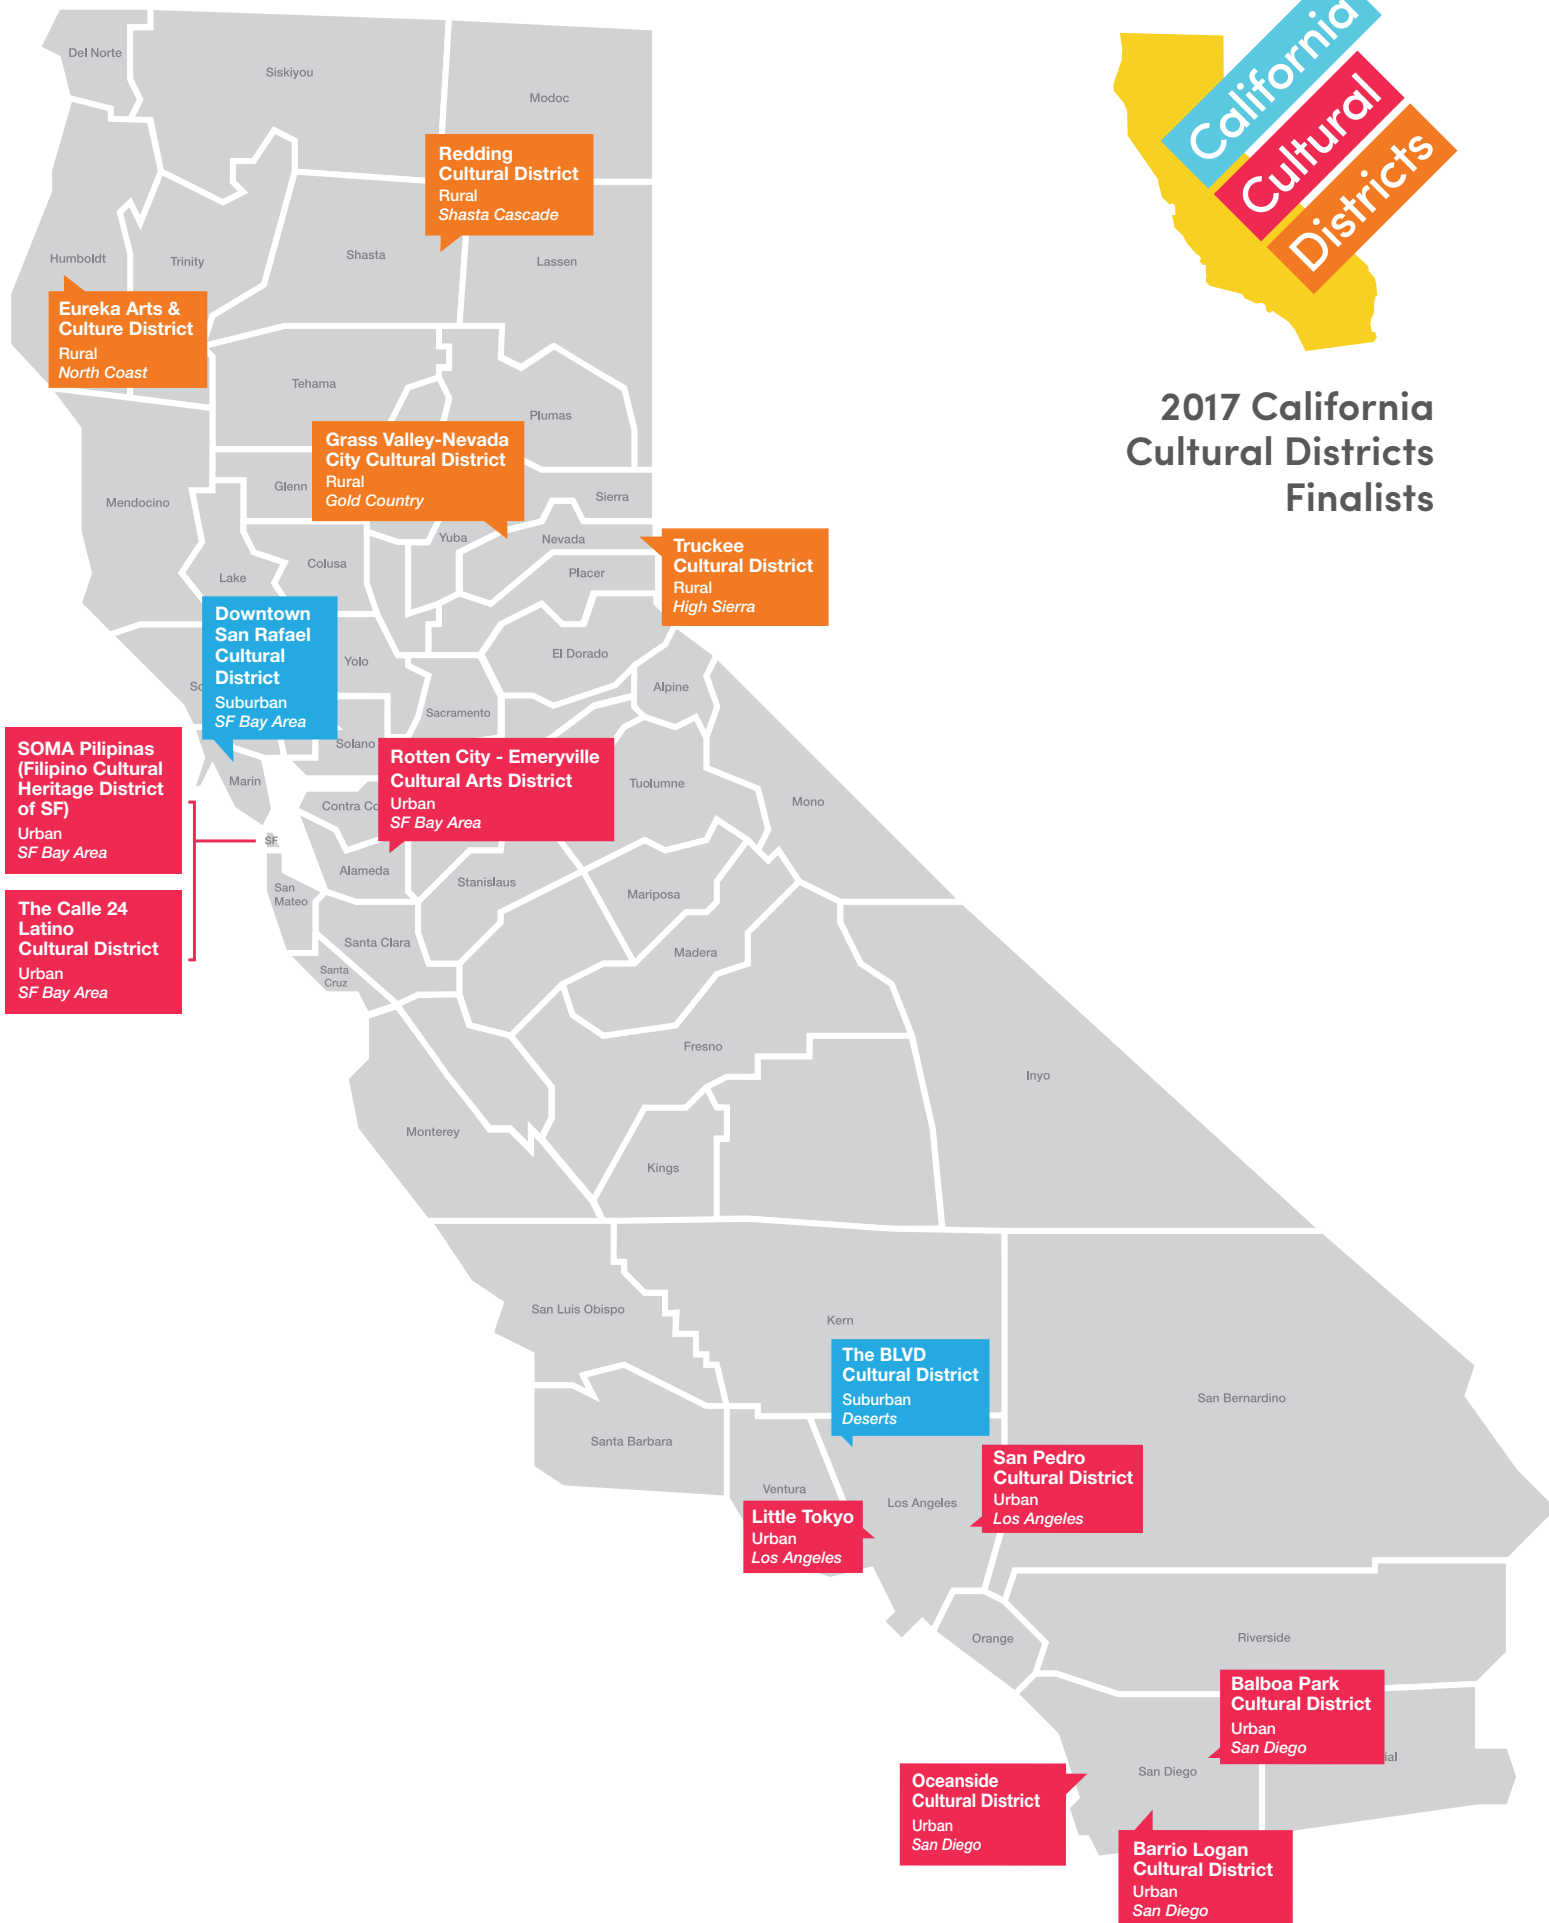 California
Cultural
Districts
2017 California
Cultural Districts
Finalists
Del Norte
Siskiyou
Modoc
Redding
Cultural District
Rural
Shasta Cascade
Humboldt
Trinity
Shasta
Lassen
Eureka Arts &
Culture District
Rural
North Coast
Tehama
Plumas
Grass Valley-Nevada
City Cultural District
Rural
Gold Country
Mendocino
Glenn
Sierra
Yuba
Nevada
Truckee
Cultural District
Rural
High Sierra
Colusa
Lake
Placer
Downtown
San Rafael
Cultural
District
Suburban
SF Bay Area
Yolo
El Dorado
So
Alpine
Sacramento
Solano
SOMA Pilipinas
(Filipino Cultural
Heritage District
of SF)
Urban
SF Bay Area
Rotten City - Emeryville
Cultural Arts District
Urban
SF Bay Area
Marin
Contra Co
Tuolumne
Mono
SF
Alameda
Stanislaus
San
Mateo
Mariposa
The Calle 24
Latino
Cultural District
Urban
SF Bay Area
Santa Clara
Madera
Santa
Cruz
Fresno
Inyo
Monterey
Kings
San Luis Obispo
Kern
The BLVD
Cultural District
Suburban
Deserts
San Bernardino
Santa Barbara
San Pedro
Cultural District
Urban
Los Angeles
Ventura
Los Angeles
Little Tokyo
Urban
Los Angeles
Orange
Riverside
Balboa Park
Cultural District
Urban
San Diego
ial
San Diego
Oceanside
Cultural District
Urban
San Diego
Barrio Logan
Cultural District
Urban
San Diego